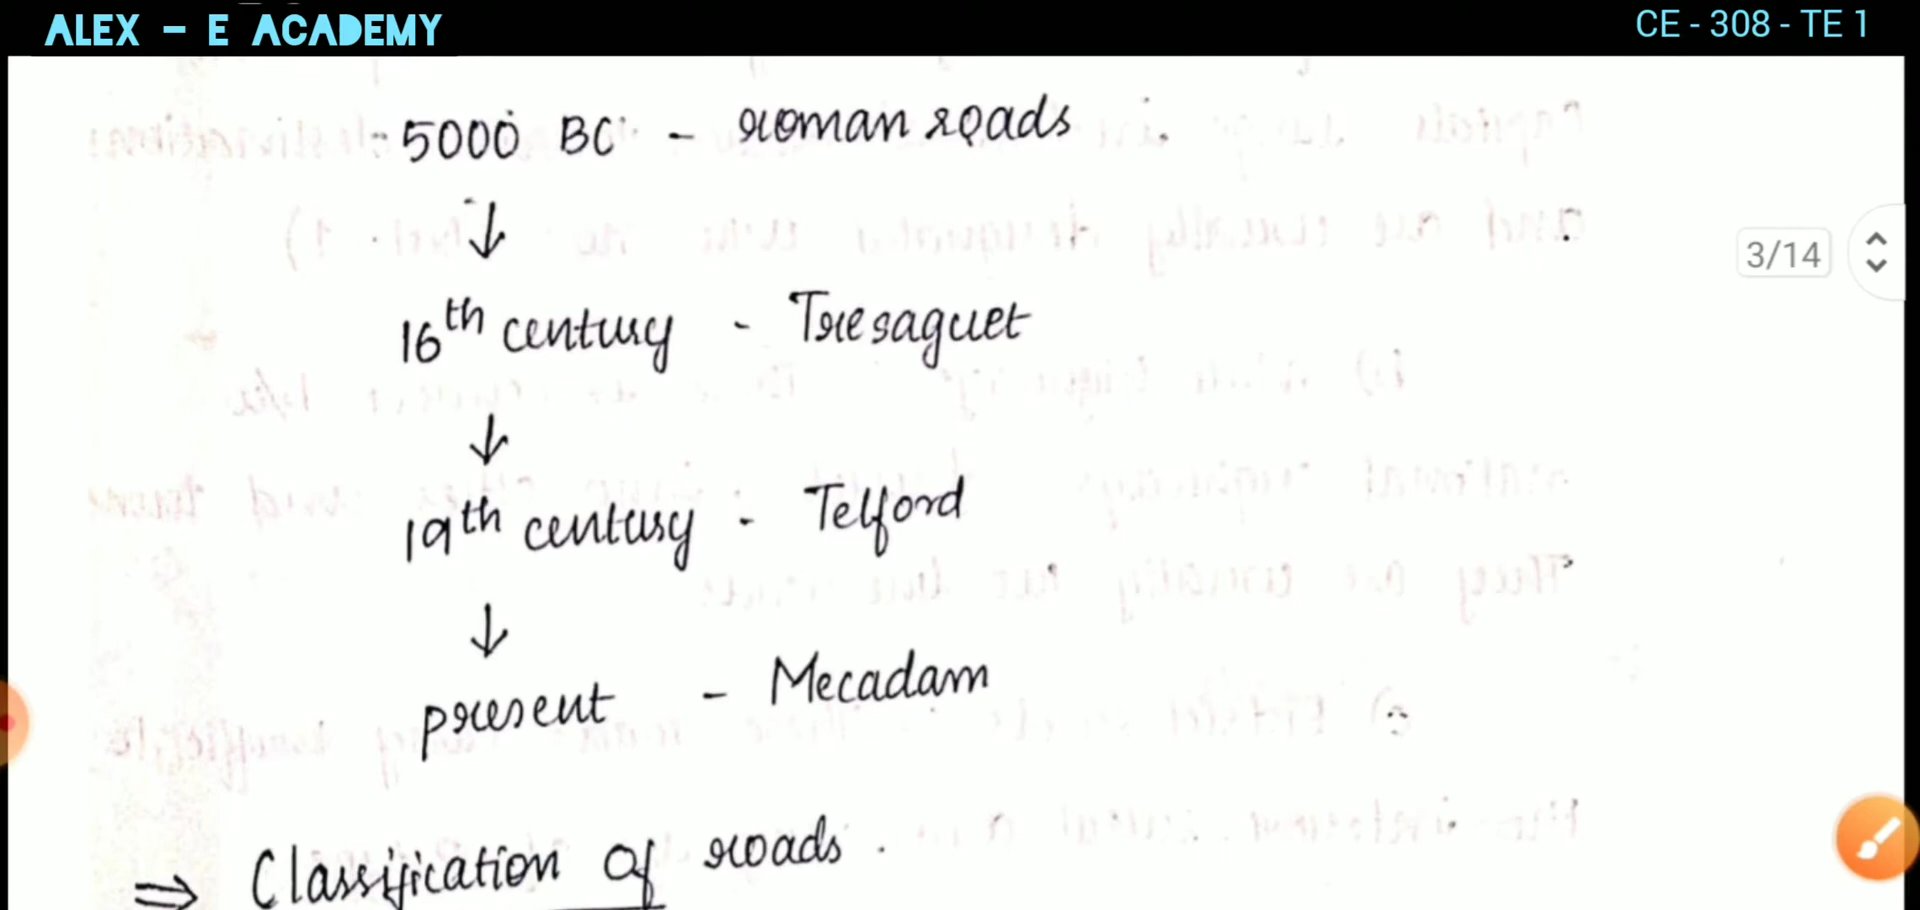 ALEX - E ACADEMY
CE - 308 - TE 1
5000 BC - roman roads
↓
3/14
16th century - Tresaguet
↓
19th century - Telford
↓
present - Mecadam
⇒ Classification of roads.